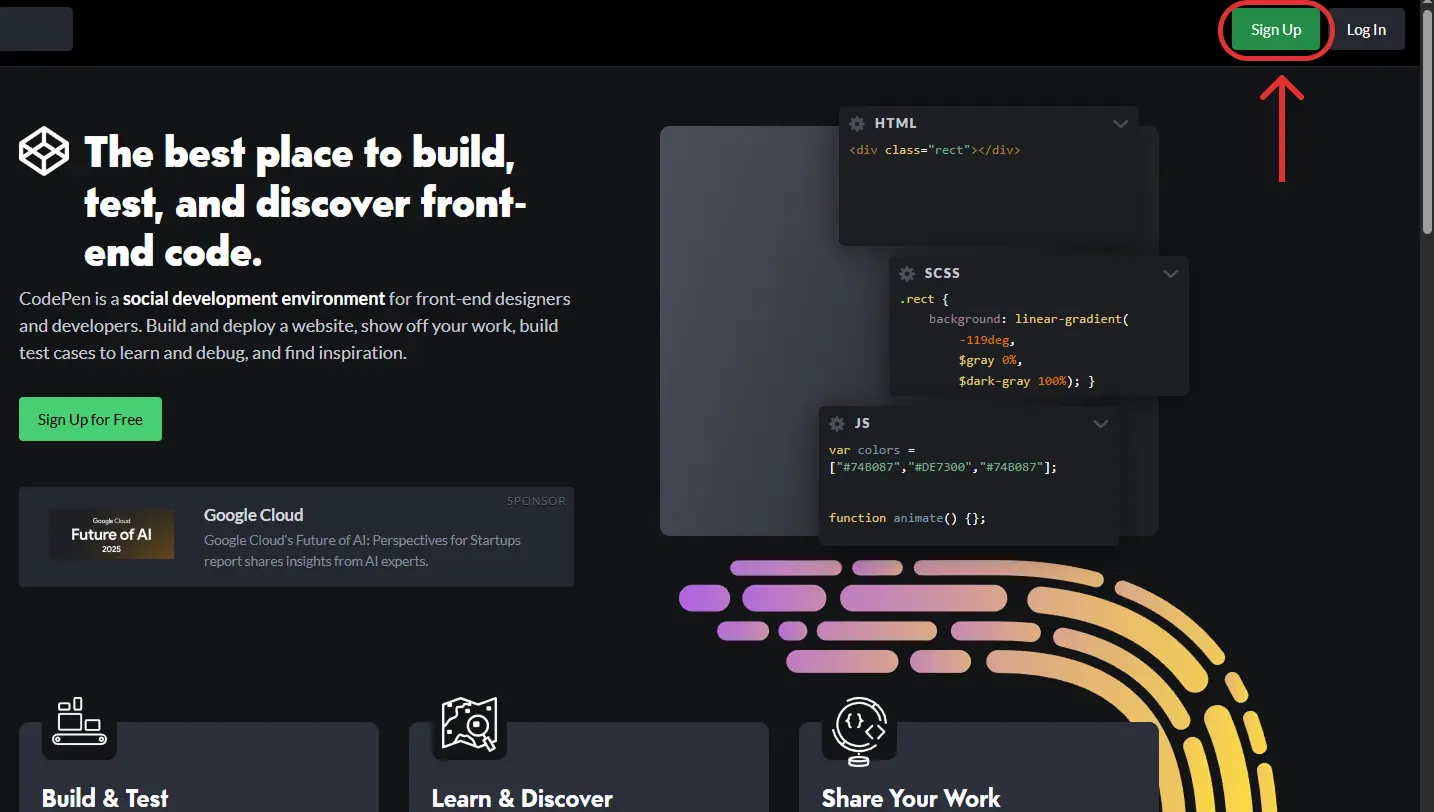 Sign Up
Log In
The best place to build,
test, and discover front-
end code.
CodePen is a social development environment for front-end designers
and developers. Build and deploy a website, show off your work, build
test cases to learn and debug, and find inspiration.
Sign Up for Free
SPONSOR
Google Cloud
Future of AI
2025
Google Cloud
Google Cloud's Future of AI: Perspectives for Startups
report shares insights from AI experts.
HTML
<div class="rect"></div>
SCSS
.rect {
background: linear-gradient(
-119deg,
$gray 0%,
$dark-gray 100%); }
JS
var colors =
["#74B087","#DE7300","#74B087"];
function animate() {};
Build & Test
Learn & Discover
Share Your Work